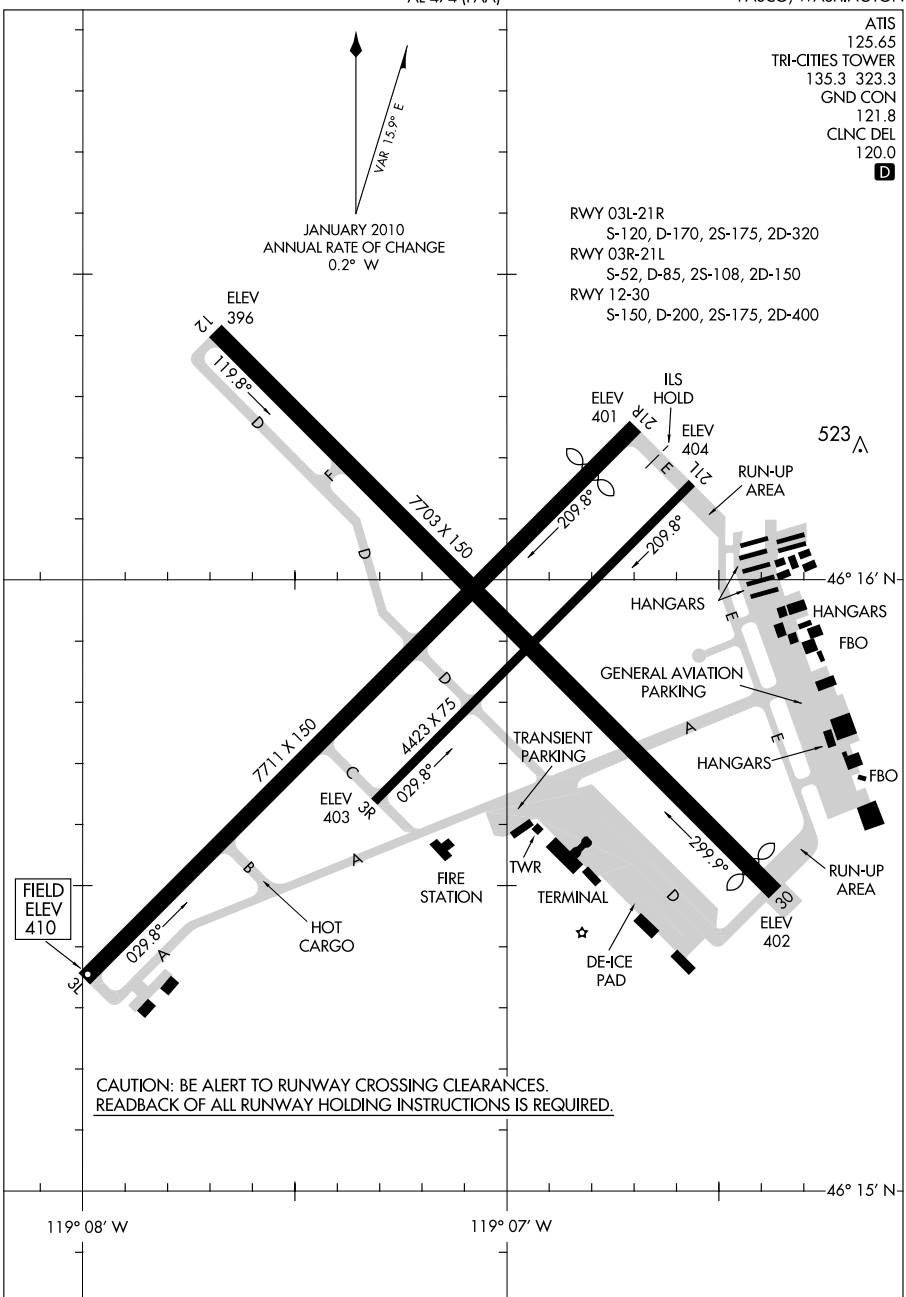 AL-474 (FAA)
PASCO, WASHINGTON
ATIS
125.65
TRI-CITIES TOWER
135.3 323.3
GND CON
121.8
CLNC DEL
120.0
D
VAR 15.9° E
JANUARY 2010
ANNUAL RATE OF CHANGE
0.2° W
RWY 03L-21R
S-120, D-170, 2S-175, 2D-320
RWY 03R-21L
S-52, D-85, 2S-108, 2D-150
RWY 12-30
S-150, D-200, 2S-175, 2D-400
ELEV
396
12
119.8°
D
F
7703 X 150
D
ELEV
401
21R
ILS
HOLD
ELEV
404
E
21L
523
RUN-UP
AREA
209.8°
209.8°
46° 16' N
HANGARS
HANGARS
E
FBO
GENERAL AVIATION
PARKING
D
4423 X 75
7711 X 150
TRANSIENT
PARKING
A
E
HANGARS
FBO
C
029.8°
ELEV
403
3R
299.9°
A
B
FIRE
STATION
TWR
TERMINAL
D
RUN-UP
AREA
30
ELEV
402
FIELD
ELEV
410
029.8°
HOT
CARGO
A
DE-ICE
PAD
3L
CAUTION: BE ALERT TO RUNWAY CROSSING CLEARANCES.
READBACK OF ALL RUNWAY HOLDING INSTRUCTIONS IS REQUIRED.
46° 15' N
119° 08' W
119° 07' W